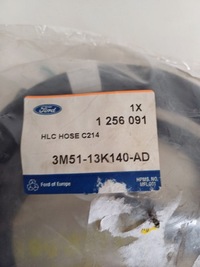 Ford
1X
1 256 091
HLC HOSE C214
3M51-13K140-AD
Ford of Europe